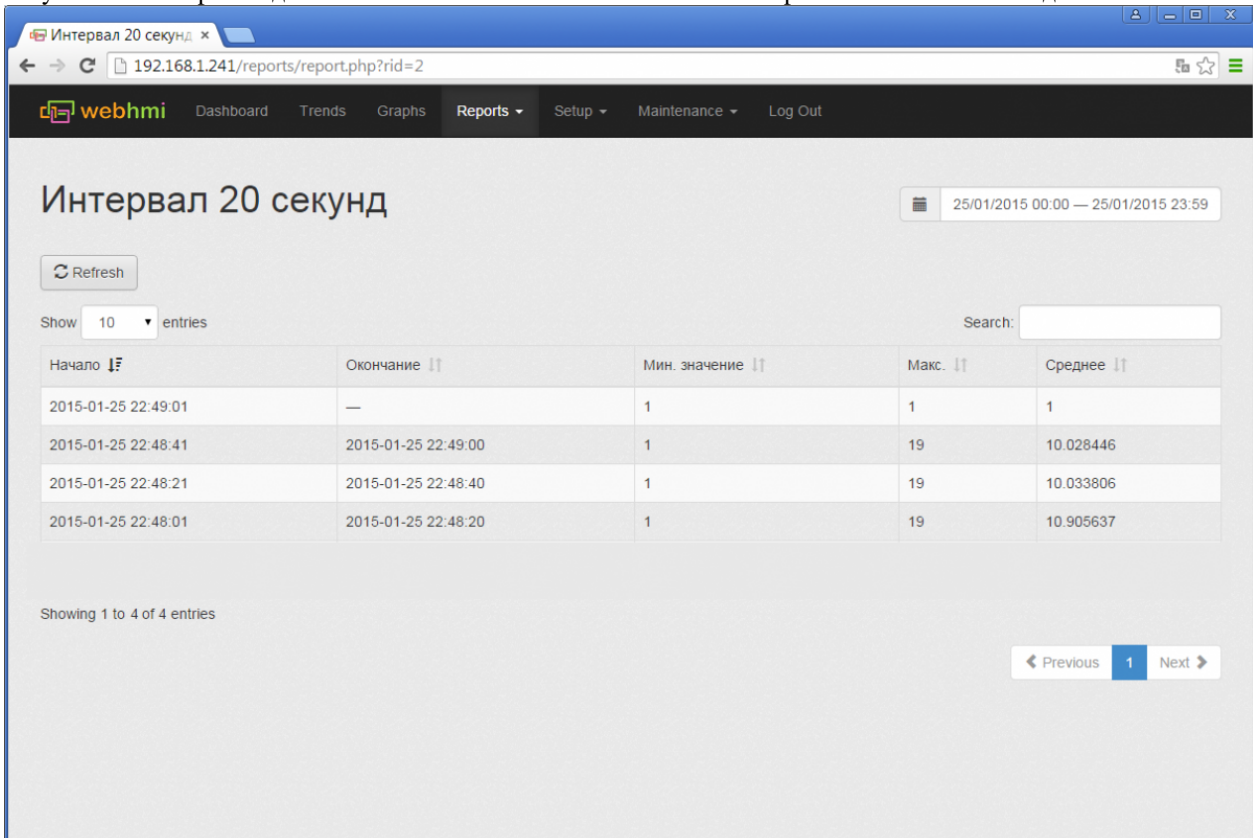 Интервал 20 секунд
192.168.1.241/reports/report.php?rid=2
webhmi Dashboard Trends Graphs Reports Setup Maintenance Log Out
Интервал 20 секунд
25/01/2015 00:00 — 25/01/2015 23:59
Refresh
Show 10 entries Search:
Начало Окончание Мин. значение Макс. Среднее
2015-01-25 22:49:01 — 1 1 1
2015-01-25 22:48:41 2015-01-25 22:49:00 1 19 10.028446
2015-01-25 22:48:21 2015-01-25 22:48:40 1 19 10.033806
2015-01-25 22:48:01 2015-01-25 22:48:20 1 19 10.905637
Showing 1 to 4 of 4 entries
Previous 1 Next